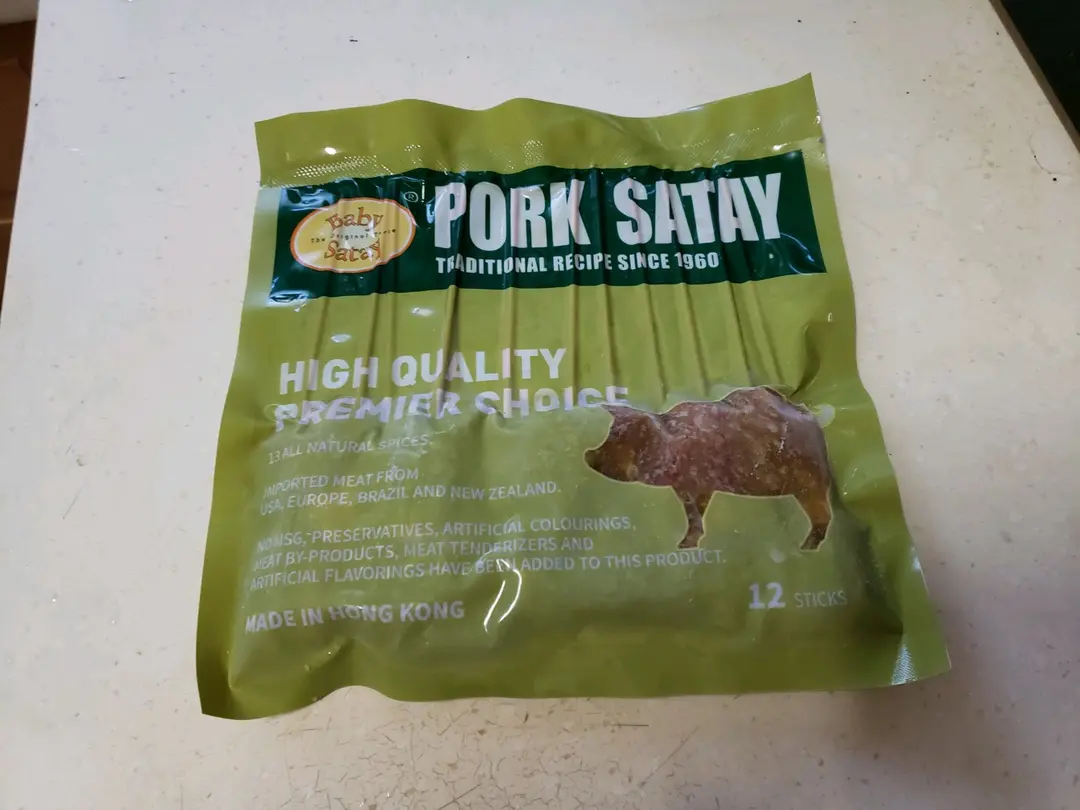 Baby
The Original Taste
Satay
®
PORK SATAY
TRADITIONAL RECIPE SINCE 1960
HIGH QUALITY
PREMIER CHOICE
13 ALL NATURAL SPICES.
IMPORTED MEAT FROM
USA, EUROPE, BRAZIL AND NEW ZEALAND.
NO MSG, PRESERVATIVES, ARTIFICIAL COLOURINGS,
MEAT BY-PRODUCTS, MEAT TENDERIZERS AND
ARTIFICIAL FLAVORINGS HAVE BEEN ADDED TO THIS PRODUCT.
MADE IN HONG KONG
12 STICKS